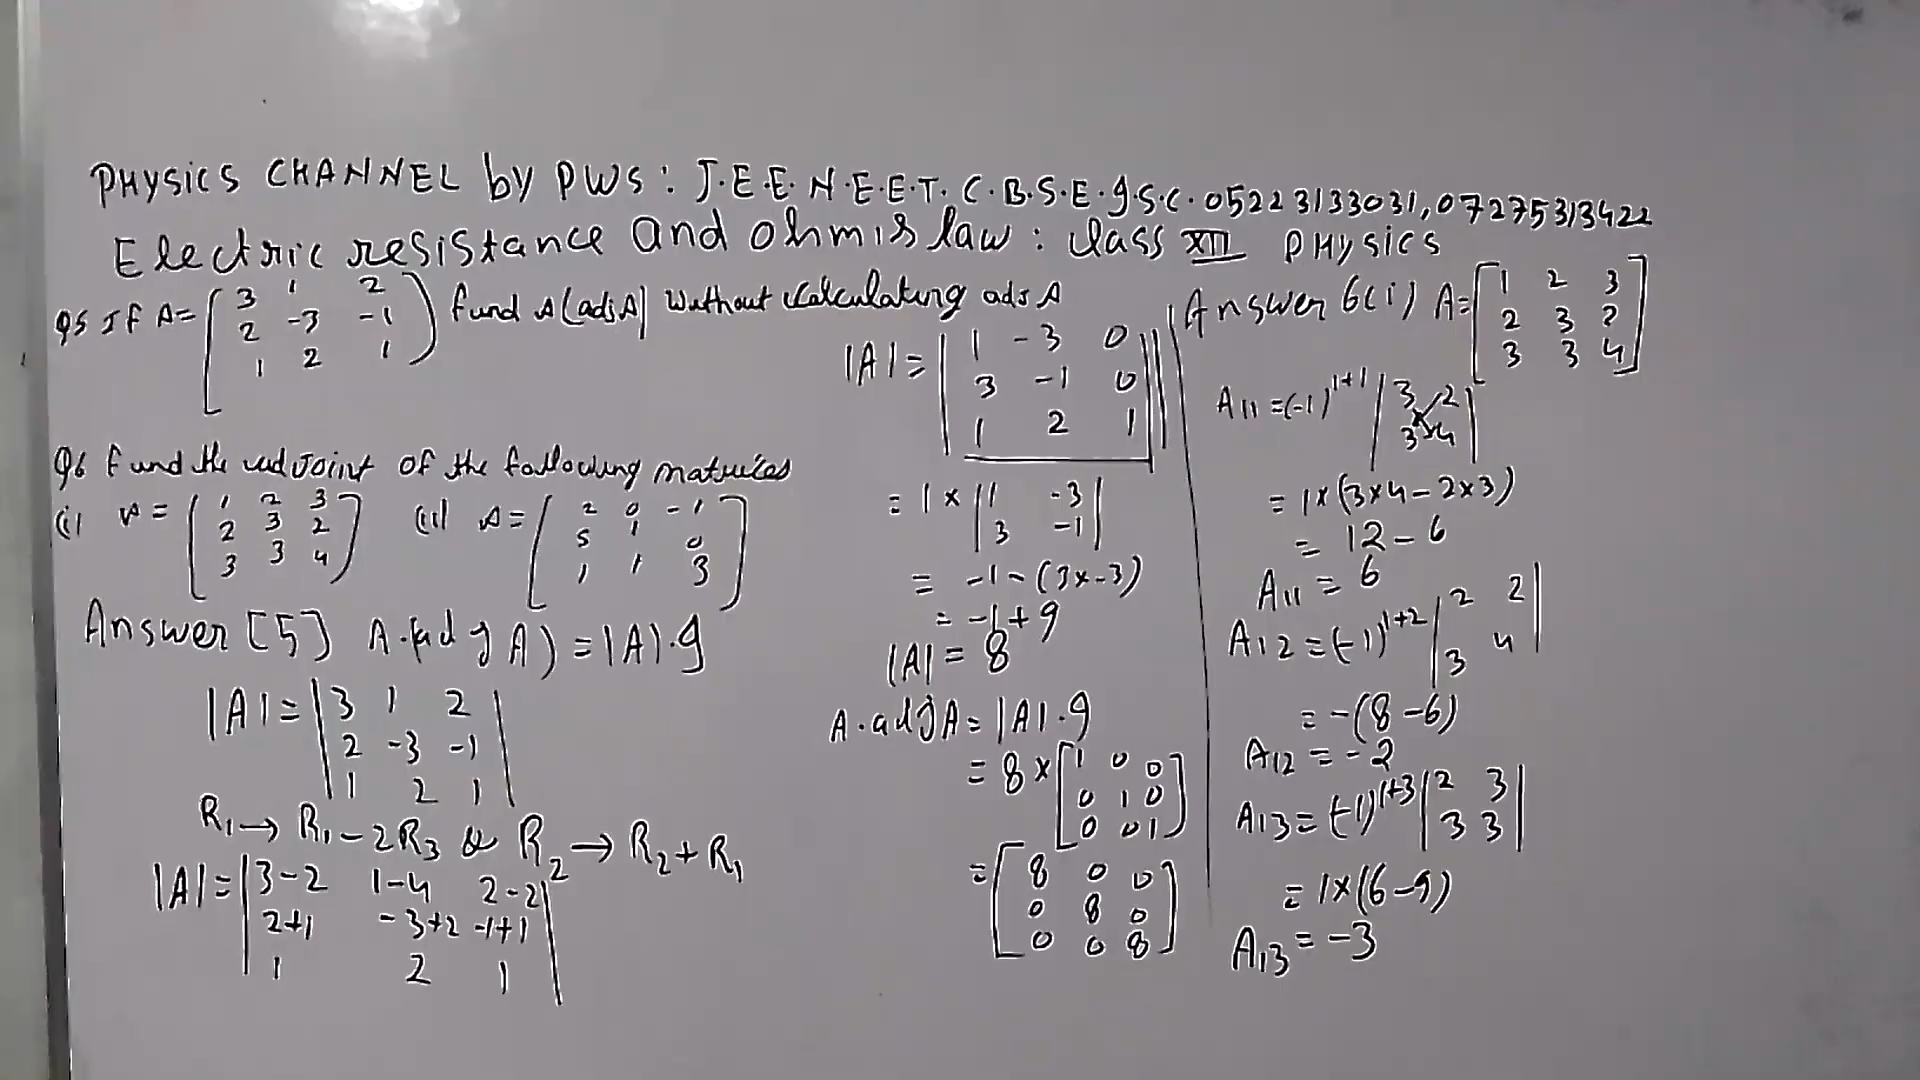 PHYSICS CHANNEL by PWS: J.E.E. N.E.E.T. C.B.S.E. I.S.C. 05223133031, 07275313422
Electric resistance and ohm's law: class XII PHYSICS
Q5 If A= [ 3 1 2 ] find A(adjA) without calculating adj A
2 -3 -1
1 2 1
Q6 find the adjoint of the following matrices
(i) A = [ 1 2 3 ] (ii) A = [ 2 0 -1 ]
2 3 2 5 1 0
3 3 4 1 1 3
Answer [5] A.(adj A) = |A|.I
|A| = | 3 1 2 |
2 -3 -1
1 2 1
R1 → R1 - 2R3 & R2 → R2 + R1
|A| = | 3-2 1-4 2-2 |
2+1 -3+2 -1+1
1 2 1
|A| = | 1 -3 0 |
3 -1 0
1 2 1
= 1 × | 1 -3 |
3 -1
= -1 - (3×-3)
= -1+9
|A| = 8
A.adjA = |A|.I
= 8 × [ 1 0 0 ]
0 1 0
0 0 1
= [ 8 0 0 ]
0 8 0
0 0 8
Answer 6(i) A = [ 1 2 3 ]
2 3 2
3 3 4
A11 = (-1)^1+1 | 3 2 |
3 4
= 1×(3×4-2×3)
= 12-6
A11 = 6
A12 = (-1)^1+2 | 2 2 |
3 4
= -(8-6)
A12 = -2
A13 = (-1)^1+3 | 2 3 |
3 3
= 1×(6-9)
A13 = -3